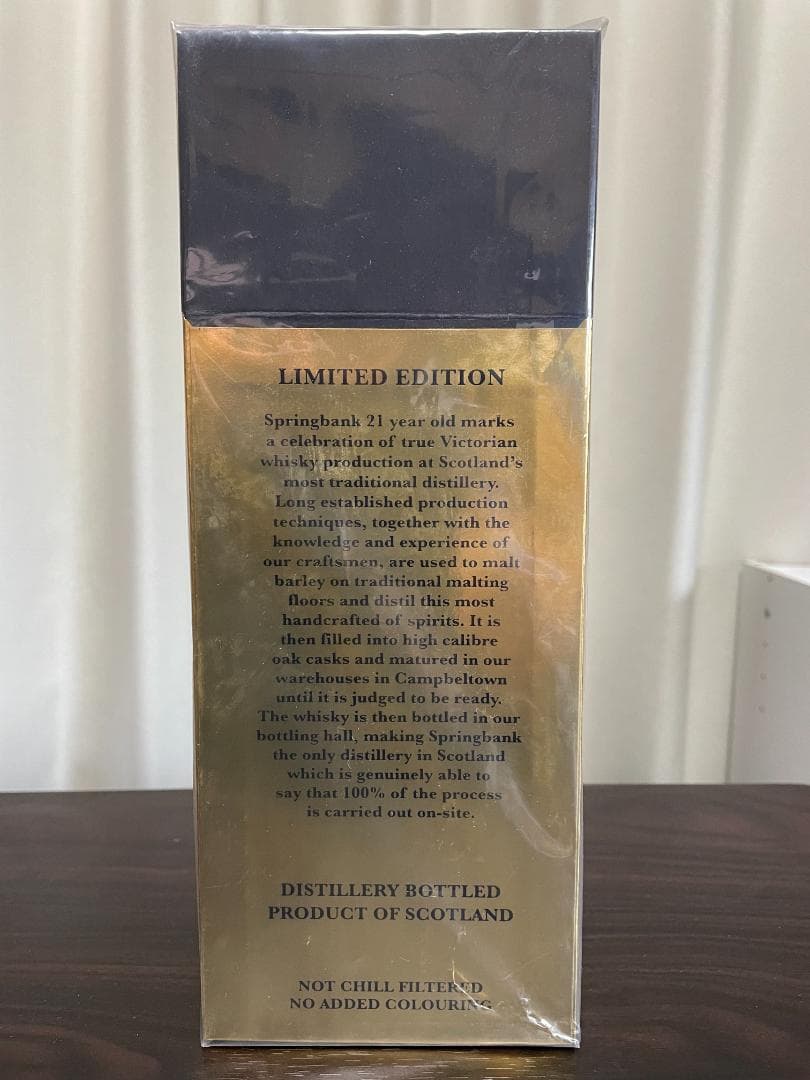 LIMITED EDITION
Springbank 21 year old marks
a celebration of true Victorian
whisky production at Scotland's
most traditional distillery.
Long established production
techniques, together with the
knowledge and experience of
our craftsmen, are used to malt
barley on traditional malting
floors and distil this most
handcrafted of spirits. It is
then filled into high calibre
oak casks and matured in our
warehouses in Campbeltown
until it is judged to be ready.
The whisky is then bottled in our
bottling hall, making Springbank
the only distillery in Scotland
which is genuinely able to
say that 100% of the process
is carried out on-site.
DISTILLERY BOTTLED
PRODUCT OF SCOTLAND
NOT CHILL FILTERED
NO ADDED COLOURING